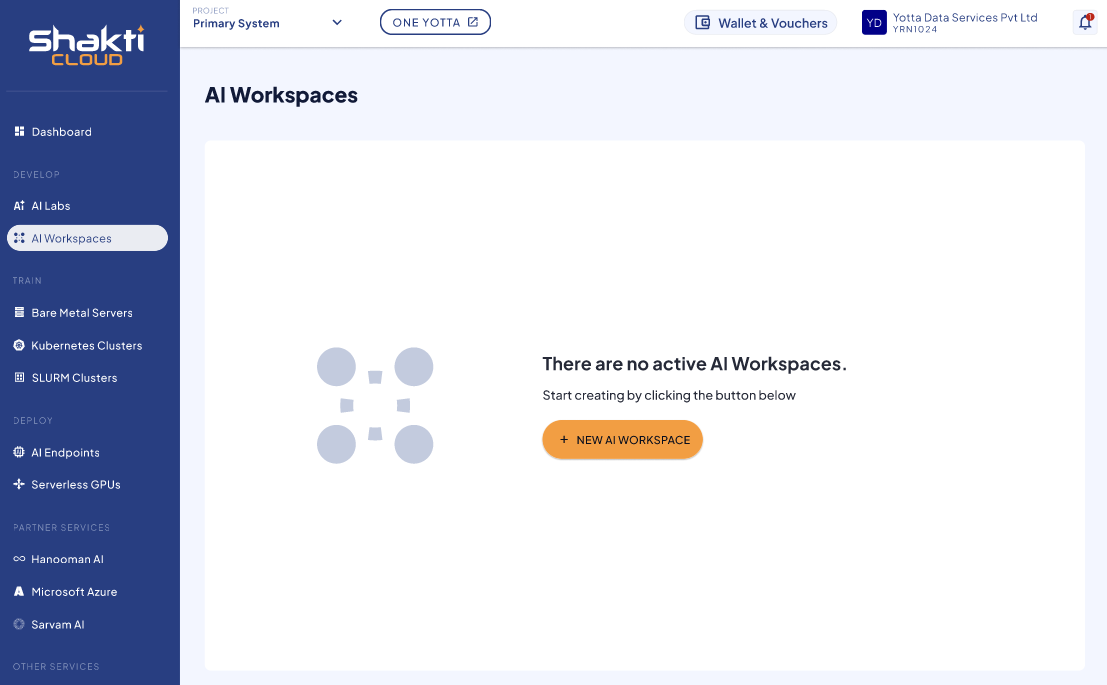 Shakti
CLOUD
PROJECT
Primary System
ONE YOTTA
Wallet & Vouchers
YD
Yotta Data Services Pvt Ltd
YRN1024
1
Dashboard
DEVELOP
AI Labs
AI Workspaces
TRAIN
Bare Metal Servers
Kubernetes Clusters
SLURM Clusters
DEPLOY
AI Endpoints
Serverless GPUs
PARTNER SERVICES
Hanooman AI
Microsoft Azure
Sarvam AI
OTHER SERVICES
AI Workspaces
There are no active AI Workspaces.
Start creating by clicking the button below
+ NEW AI WORKSPACE